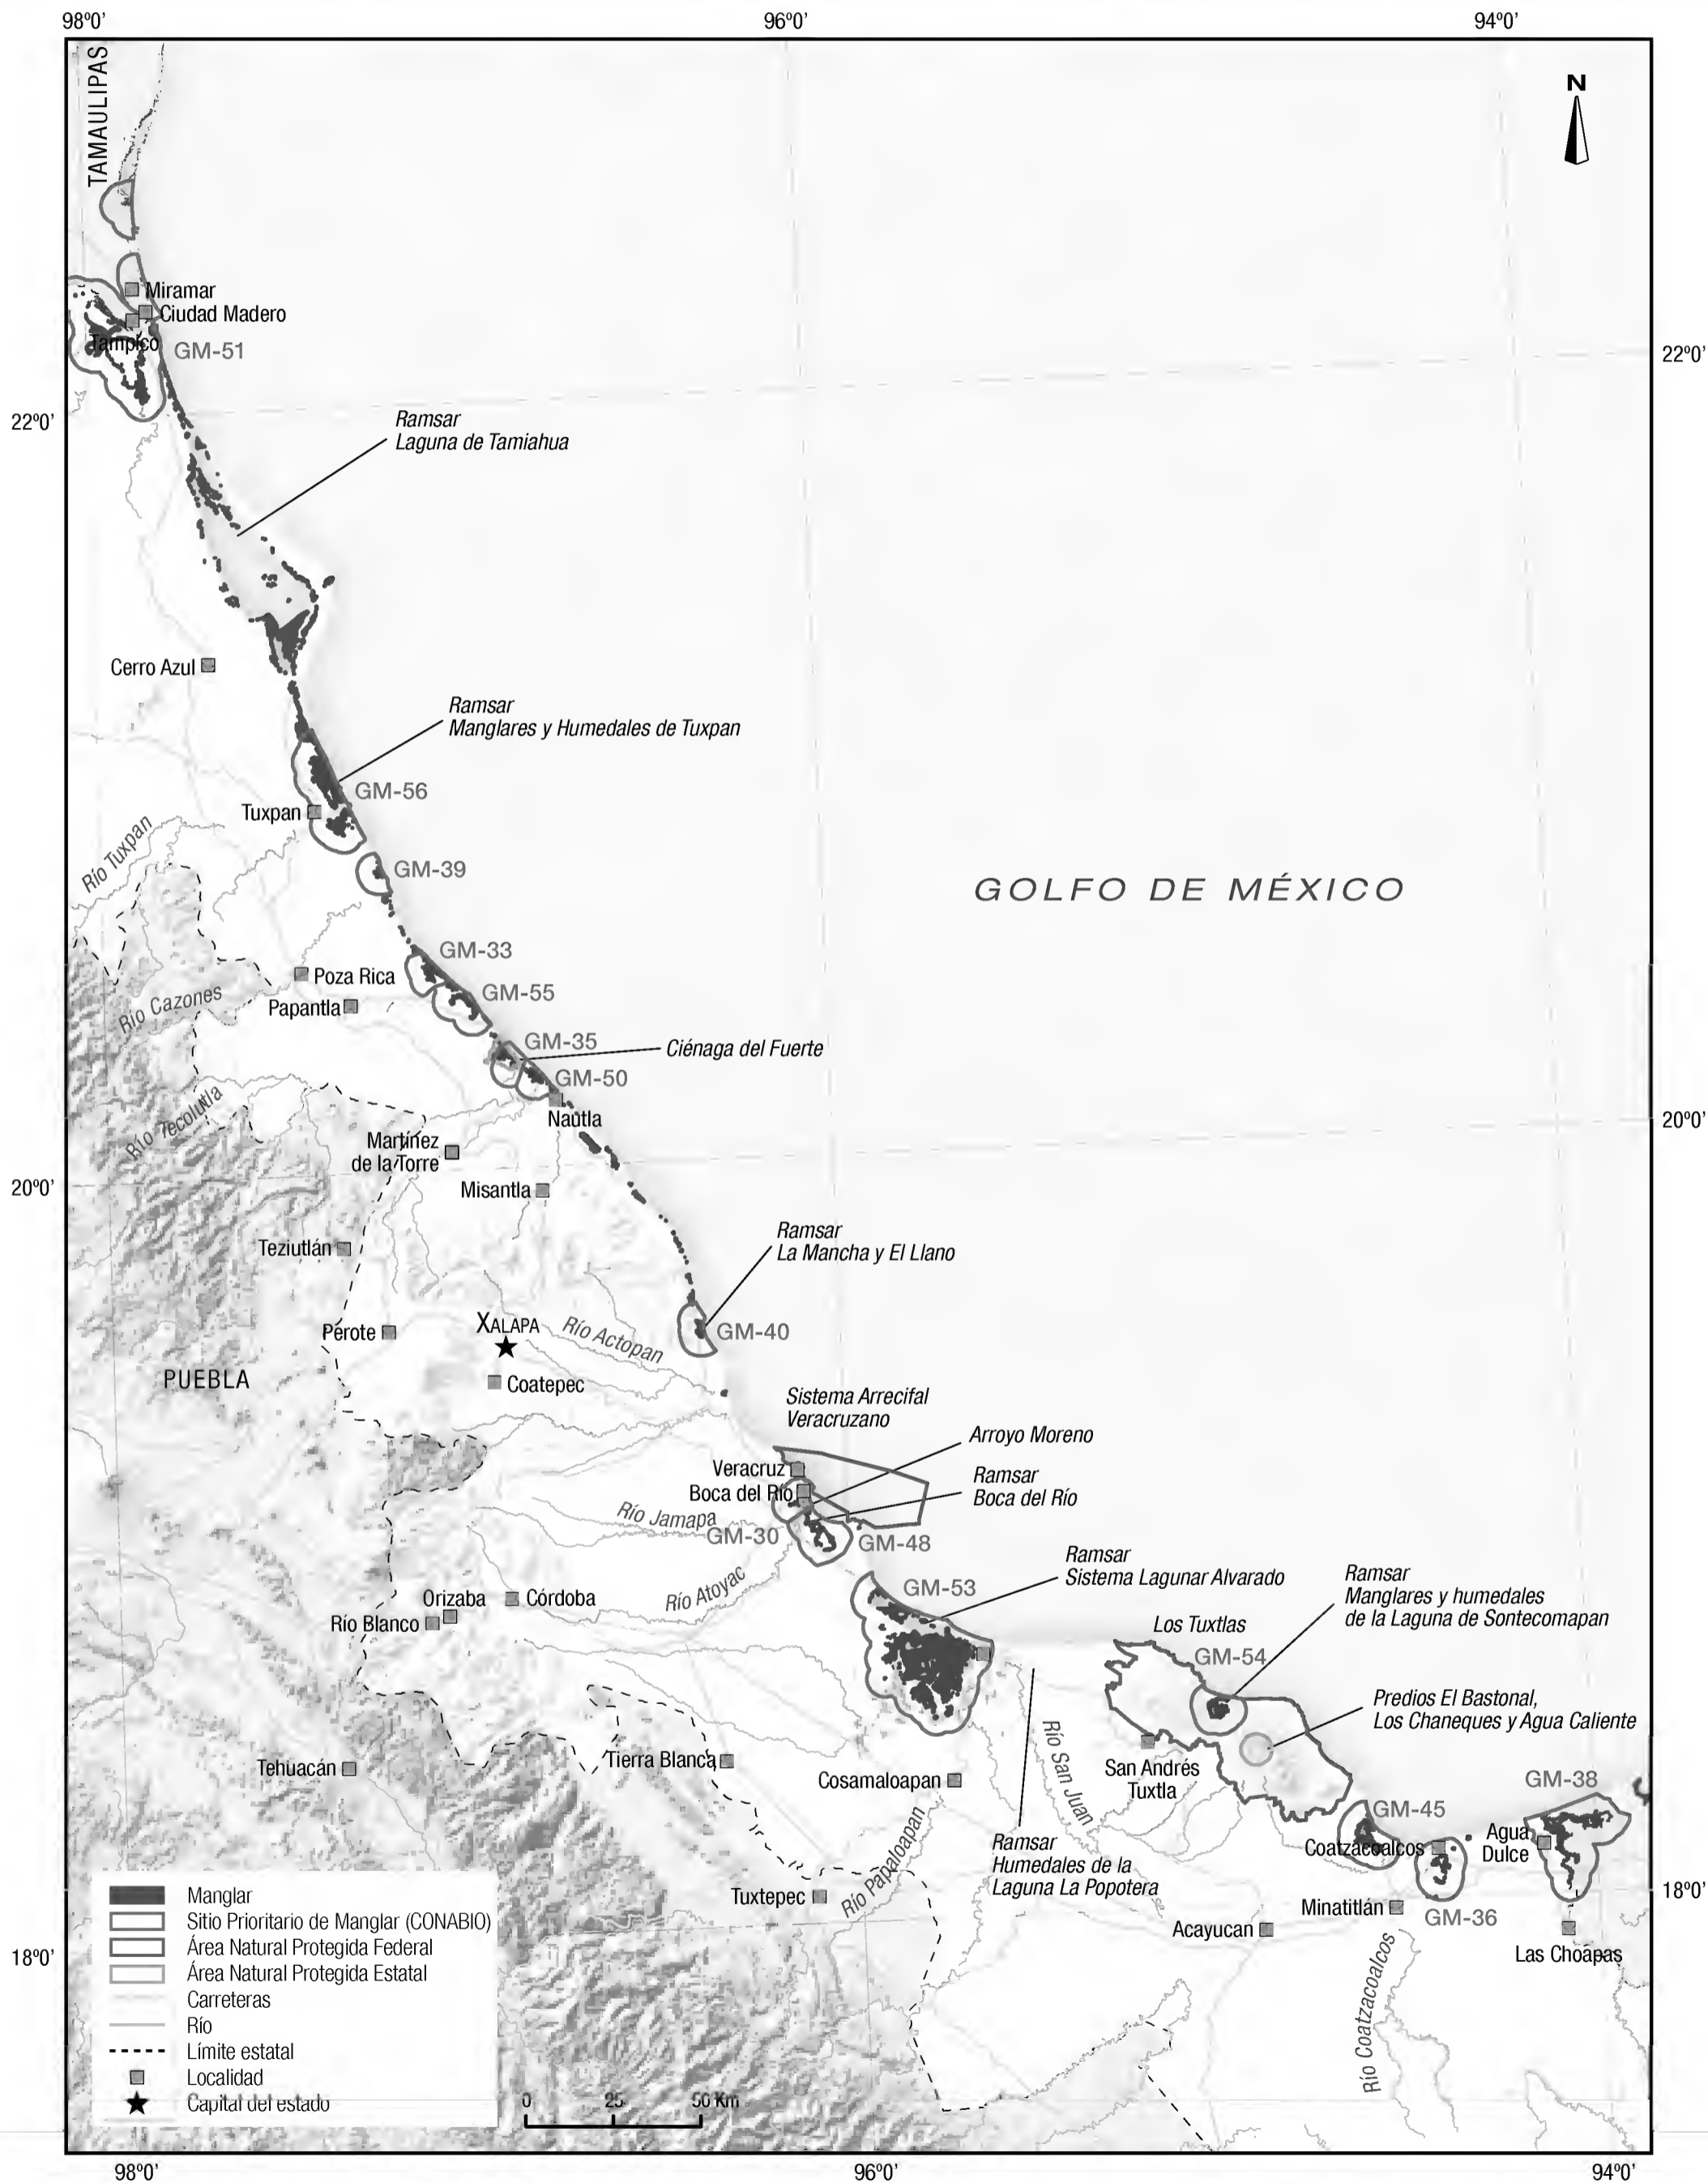 98º0'
96º0'
94º0'
TAMAULIPAS
N
Miramar
Ciudad Madero
Tampico
GM-51
22º0'
22º0'
Ramsar
Laguna de Tamiahua
Cerro Azul
Ramsar
Manglares y Humedales de Tuxpan
GM-56
Tuxpan
Río Tuxpan
GM-39
GOLFO DE MÉXICO
GM-33
Poza Rica
GM-55
Río Cazones
Papantla
GM-35
Ciénaga del Fuerte
GM-50
Nautla
Río Tecolutla
20º0'
Martínez
de la Torre
20º0'
Misantla
Teziutlán
Ramsar
La Mancha y El Llano
Perote
XALAPA
Río Actopan
GM-40
PUEBLA
Coatepec
Sistema Arrecifal
Veracruzano
Arroyo Moreno
Veracruz
Ramsar
Boca del Río
Boca del Río
Río Jamapa
GM-30
GM-48
Ramsar
Sistema Lagunar Alvarado
Río Atoyac
GM-53
Ramsar
Manglares y humedales
de la Laguna de Sontecomapan
Orizaba
Córdoba
Río Blanco
Los Tuxtlas
GM-54
Predios El Bastonal,
Los Chaneques y Agua Caliente
Río San Juan
Tehuacán
Tierra Blanca
San Andrés
Tuxtla
Cosamaloapan
GM-38
GM-45
Coatzacoalcos
Agua
Dulce
Ramsar
Humedales de la
Laguna La Popotera
Río Papaloapan
Tuxtepec
Minatitlán
GM-36
18º0'
Acayucan
Las Choapas
18º0'
Río Coatzacoalcos
Manglar
Sitio Prioritario de Manglar (CONABIO)
Área Natural Protegida Federal
Área Natural Protegida Estatal
Carreteras
Río
Límite estatal
Localidad
Capital del estado
0 25 50 Km
98º0'
96º0'
94º0'